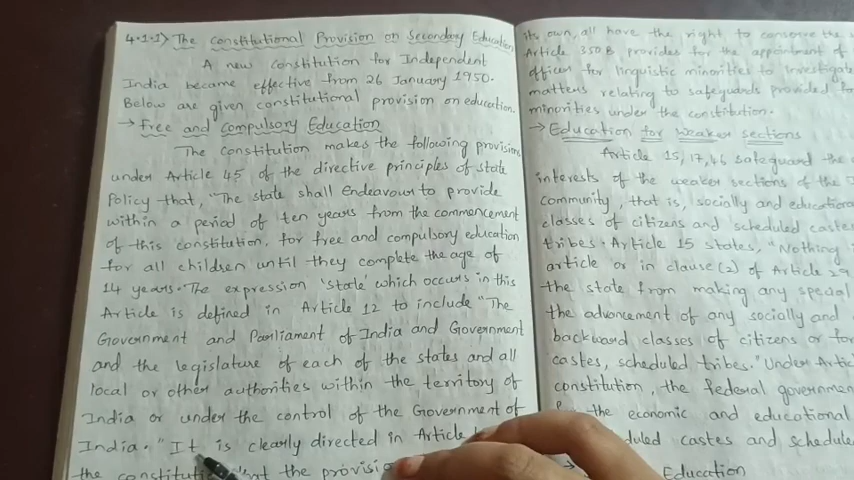 4.1.1) The Constitutional Provision on Secondary Education
A new constitution for Independent
India became effective from 26 January 1950.
Below are given constitutional provision on education.
→ Free and Compulsory Education
The Constitution makes the following provisions
under Article 45 of the directive principles of State
Policy that, "The state shall Endeavour to provide
within a period of ten years from the commencement
of this constitution, for free and compulsory education
for all children until they complete the age of
14 years. The expression 'state' which occurs in this
Article is defined in Article 12 to include "The
Government and Parliament of India and Government
and the legislature of each of the states and all
local or other authorities within the territory of
India or under the control of the Government of
India." It is clearly directed in Article
the the provisio
its own, all have the right to conserve the
Article 350B provides for the appointment of
officer for linguistic minorities to investigate
matters relating to safeguards provided
minorities under the constitution.
→ Education for weaker sections
Article 15, 17, 46 safeguard the
interests of the weaker sections of the
community, that is, socially and educationa
classes of citizens and scheduled caste
tribes. Article 15 states, "Nothing
article or in clause (2) of Article 29
the state from making any special
the advancement of any socially and
backward classes of citizens or for
castes, scheduled tribes." Under Artic
constitution, the federal governmen
the economic and educational
duled castes and schedule
Education